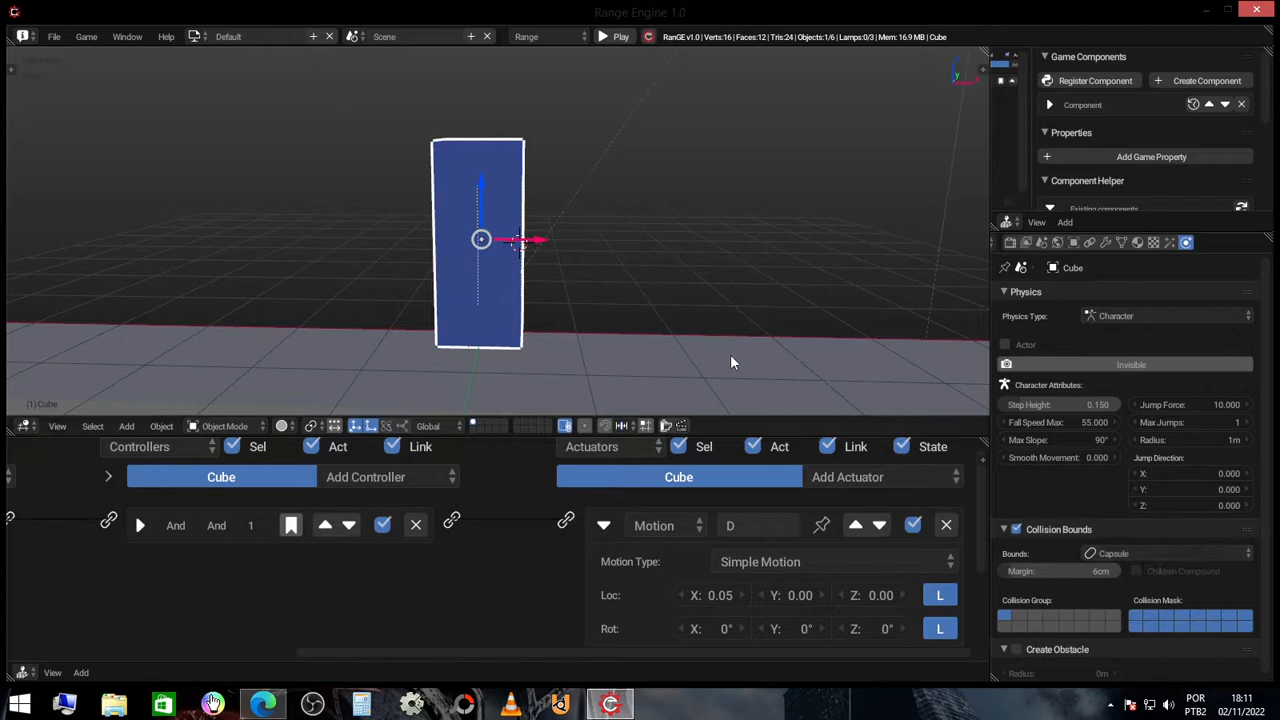 Range Engine 1.0
File Game Window Help Default Scene Range Play RanGE v1.0 | Verts:16 | Faces:12 | Tris:24 | Objects:1/6 | Lamps:0/3 | Mem: 16.9 MB | Cube
Game Components
Register Component Create Component
Component
Properties
Add Game Property
Component Helper
Existing components
View Add
Cube
Physics
Physics Type: Character
Actor
Invisible
Character Attributes:
Step Height: 0.150 Jump Force: 10.000
Fall Speed Max: 55.000 Max Jumps: 1
Max Slope: 90° Radius: 1m
Smooth Movement: 0.000 Jump Direction:
X: 0.000
Y: 0.000
Z: 0.000
Collision Bounds
Bounds: Capsule
Margin: 6cm Children Compound
Collision Group: Collision Mask:
Create Obstacle
Radius: 0m
(1) Cube
View Select Add Object Object Mode Global
Controllers Sel Act Link Actuators Sel Act Link State
Cube Add Controller Cube Add Actuator
And And 1 Motion D
Motion Type: Simple Motion
Loc: X: 0.05 Y: 0.00 Z: 0.00 L
Rot: X: 0° Y: 0° Z: 0° L
View Add
POR 18:11
PTB2 02/11/2022